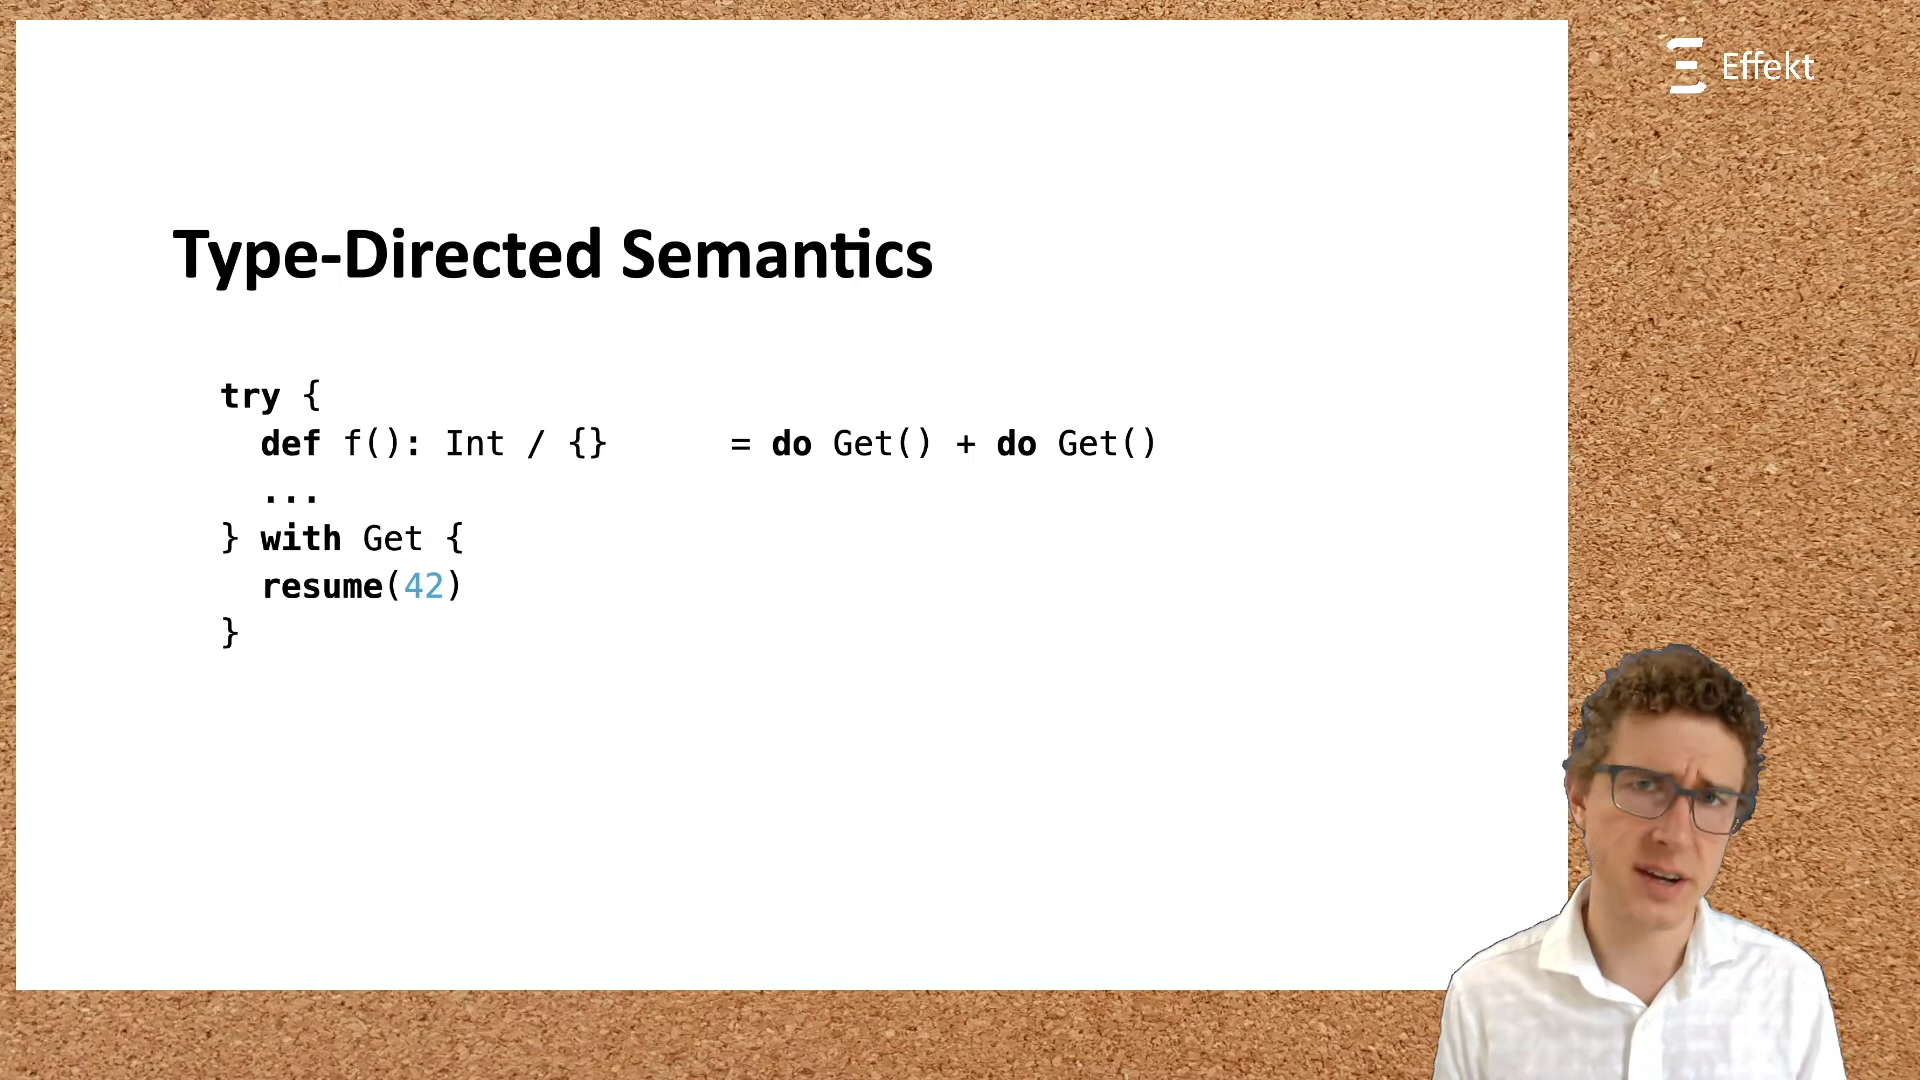 Effekt
Type-Directed Semantics
try {
  def f(): Int / {}      = do Get() + do Get()
  ...
} with Get {
  resume(42)
}